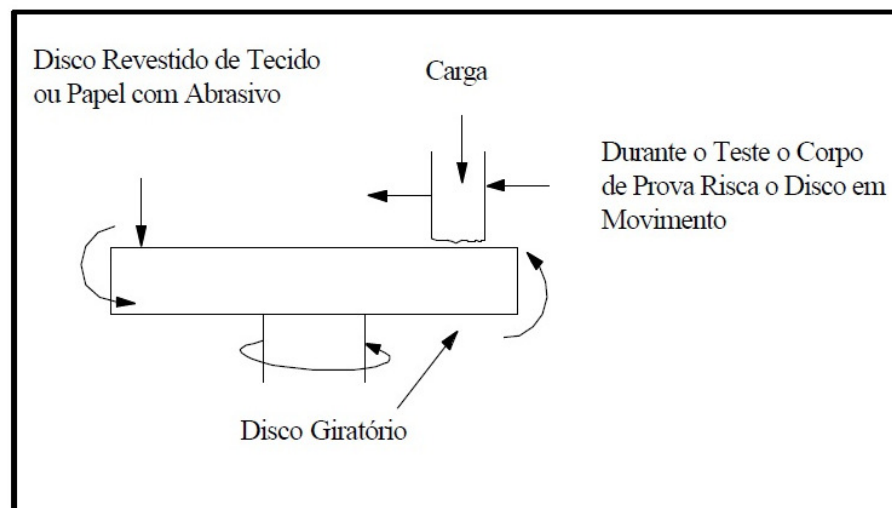 Disco Revestido de Tecido
ou Papel com Abrasivo
Carga
Durante o Teste o Corpo
de Prova Risca o Disco em
Movimento
Disco Giratório